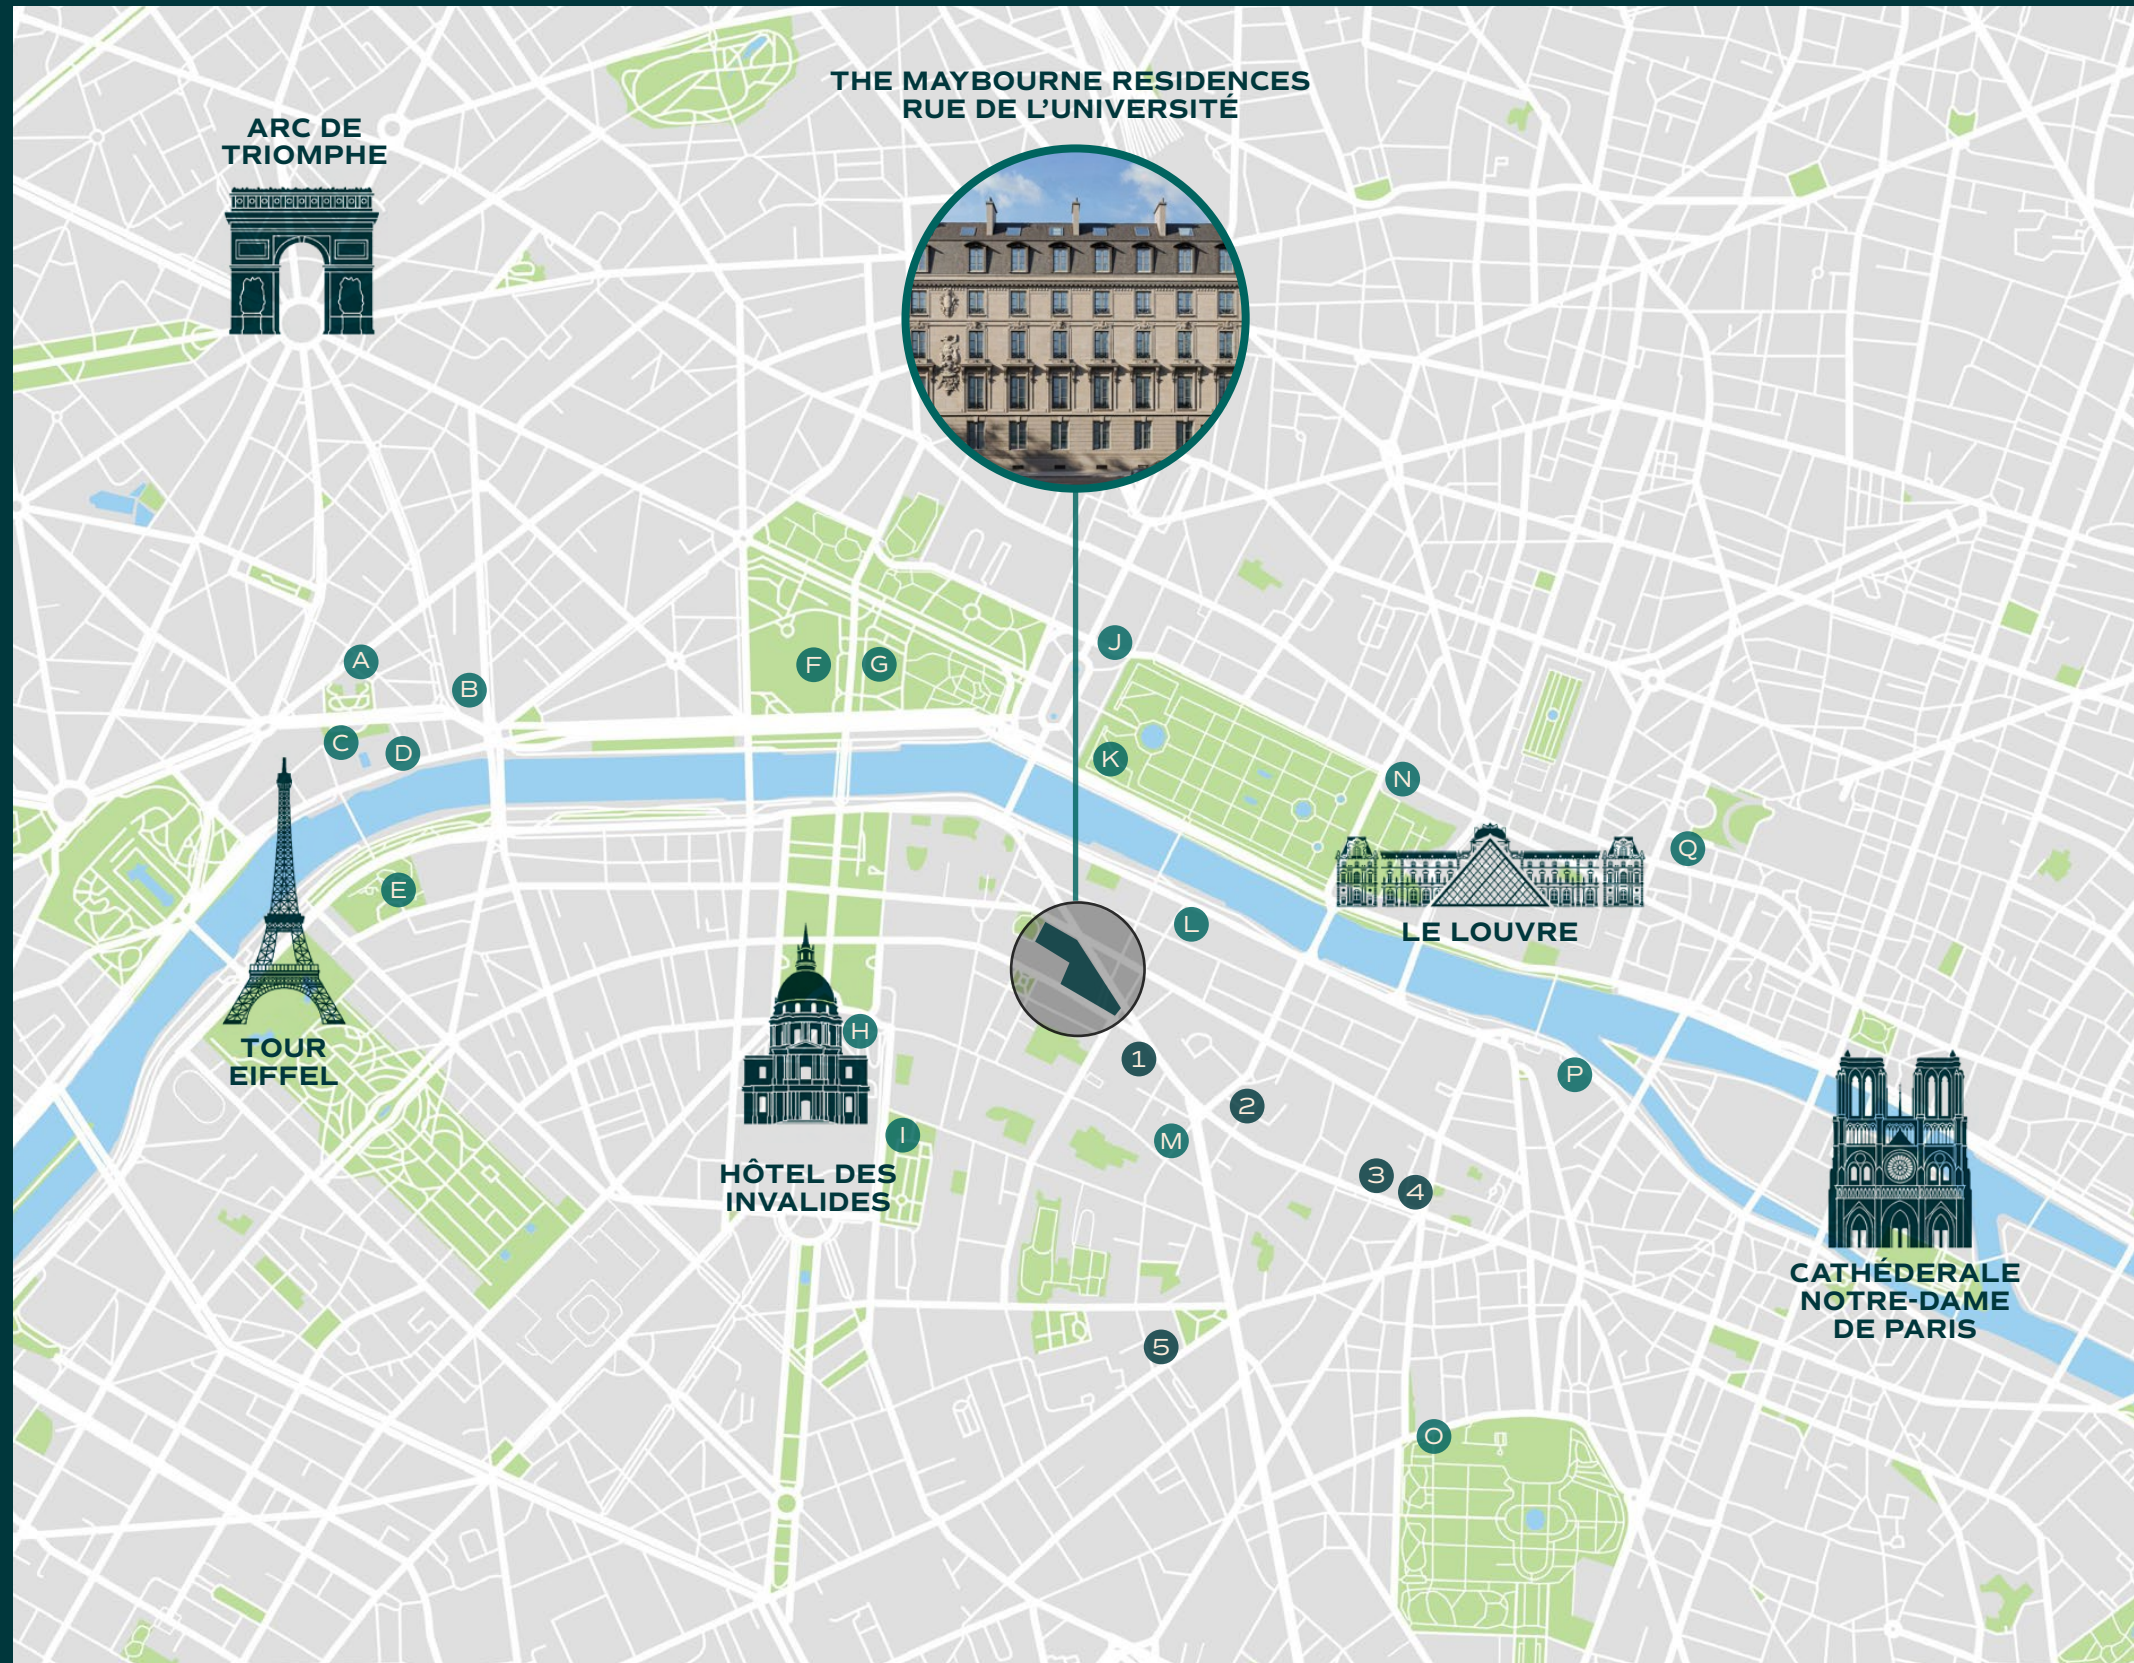 THE MAYBOURNE RESIDENCES
RUE DE L’UNIVERSITÉ
ARC DE
TRIOMPHE
A
B
C
D
E
F
G
J
K
N
Q
L
LE LOUVRE
TOUR
EIFFEL
H
I
HÔTEL DES
INVALIDES
1
2
M
3
4
P
5
O
CATHÉDERALE
NOTRE-DAME
DE PARIS